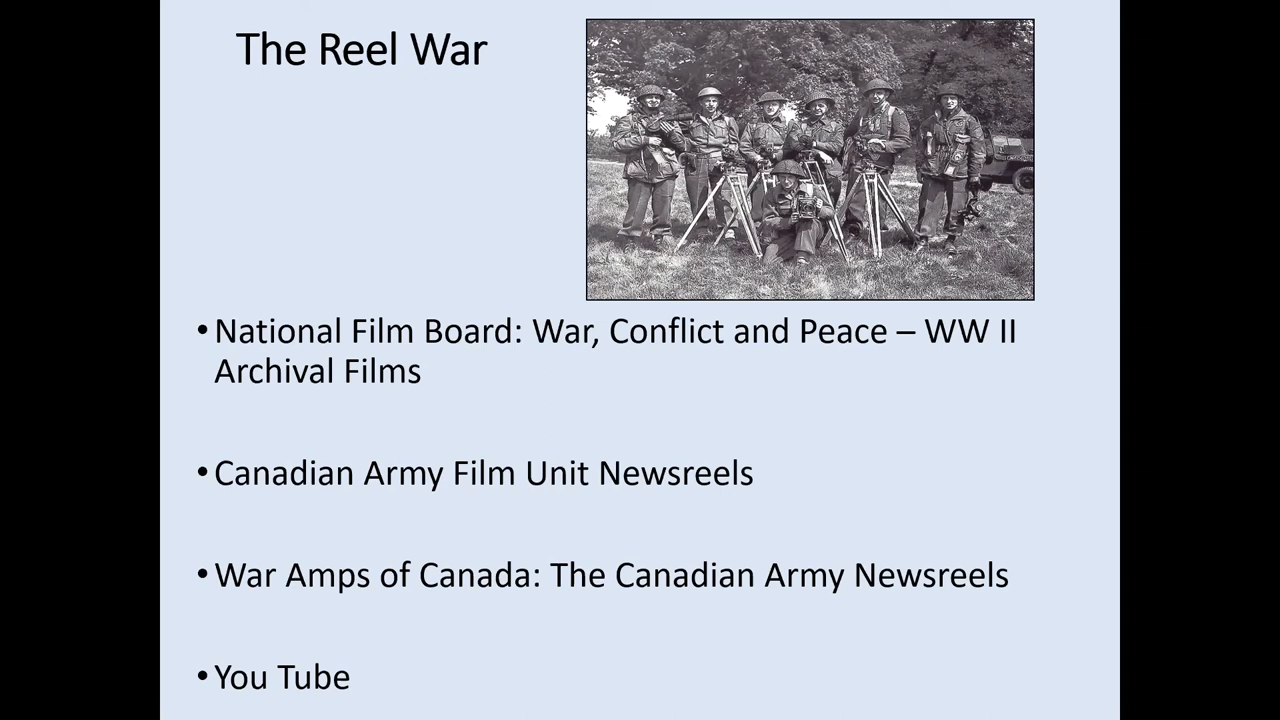 The Reel War
• National Film Board: War, Conflict and Peace – WW II
Archival Films
• Canadian Army Film Unit Newsreels
• War Amps of Canada: The Canadian Army Newsreels
• You Tube